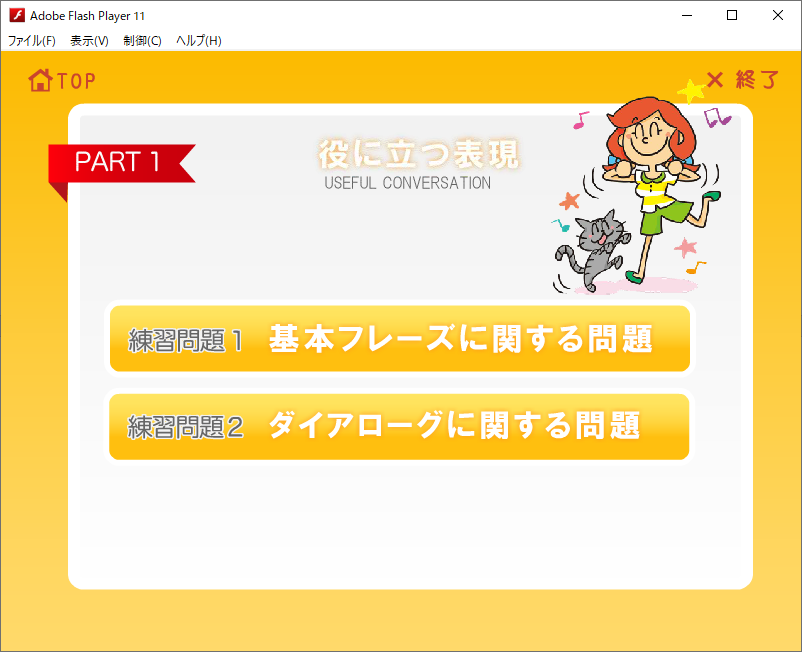 Adobe Flash Player 11
ファイル(F) 表示(V) 制御(C) ヘルプ(H)
TOP
× 終了
PART 1
役に立つ表現
USEFUL CONVERSATION
練習問題1 基本フレーズに関する問題
練習問題2 ダイアローグに関する問題